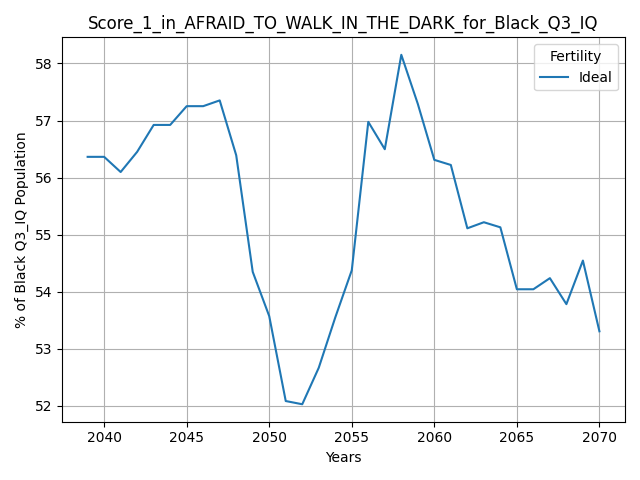 Score_1_in_AFRAID_TO_WALK_IN_THE_DARK_for_Black_Q3_IQ
Fertility
Ideal
% of Black Q3_IQ Population
58
57
56
55
54
53
52
2040 2045 2050 2055 2060 2065 2070
Years